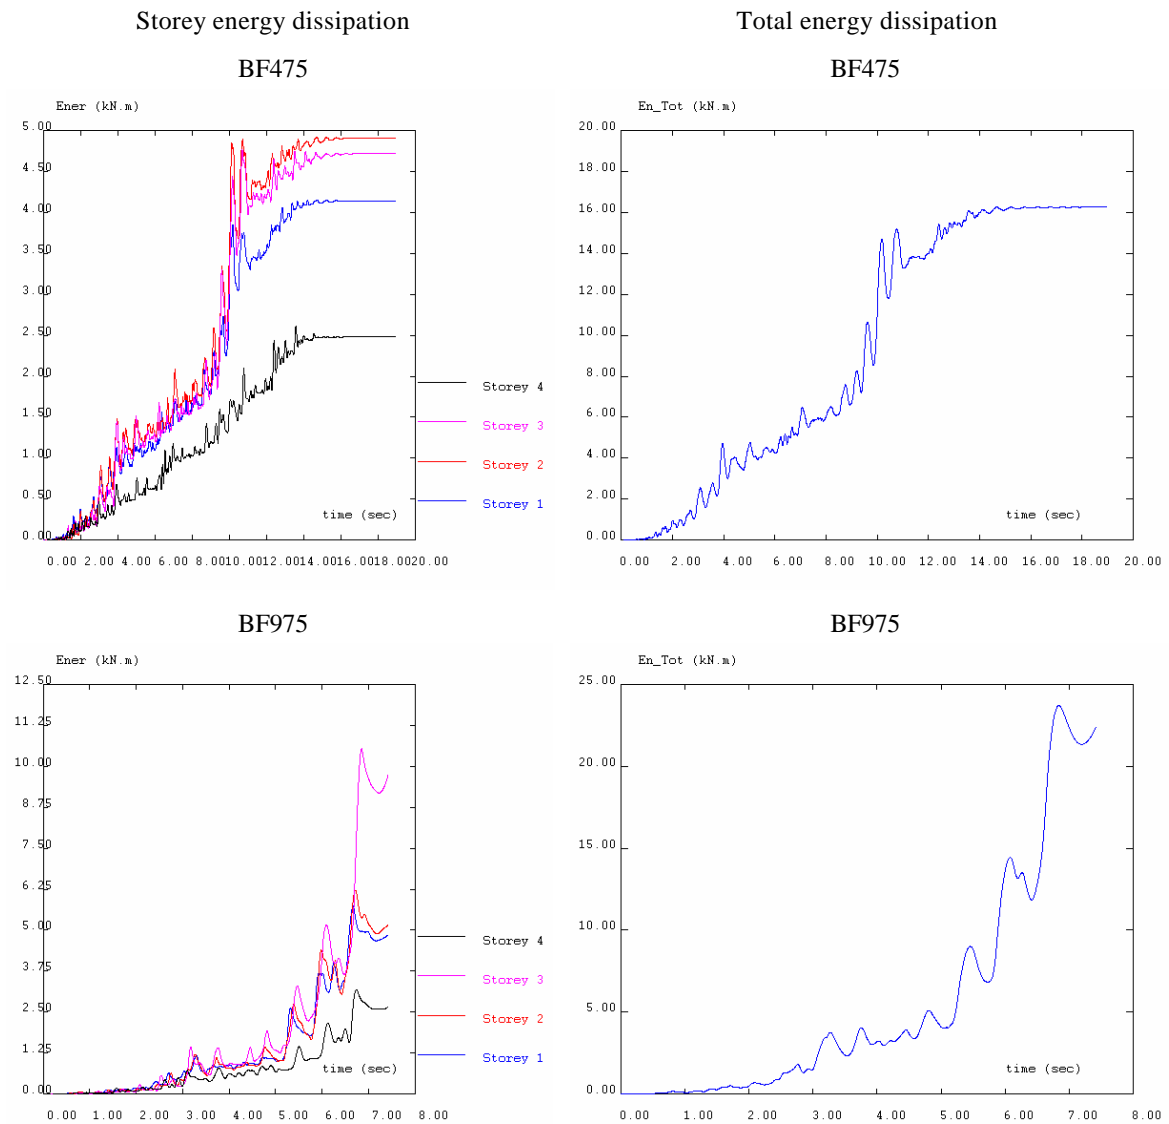 Storey energy dissipation
Total energy dissipation
BF475
BF475
Ener (kN.m)
5.00
4.50
4.00
3.50
3.00
2.50
2.00
1.50
1.00
0.50
0.00
Storey 4
Storey 3
Storey 2
Storey 1
time (sec)
0.00 2.00 4.00 6.00 8.00 10.0012.0014.0016.0018.0020.00
En_Tot (kN.m)
20.00
18.00
16.00
14.00
12.00
10.00
8.00
6.00
4.00
2.00
0.00
time (sec)
0.00 2.00 4.00 6.00 8.00 10.00 12.00 14.00 16.00 18.00 20.00
BF975
BF975
Ener (kN.m)
12.50
11.25
10.00
8.75
7.50
6.25
5.00
3.75
2.50
1.25
0.00
Storey 4
Storey 3
Storey 2
Storey 1
time (sec)
0.00 1.00 2.00 3.00 4.00 5.00 6.00 7.00 8.00
En_Tot (kN.m)
25.00
20.00
15.00
10.00
5.00
0.00
time (sec)
0.00 1.00 2.00 3.00 4.00 5.00 6.00 7.00 8.00